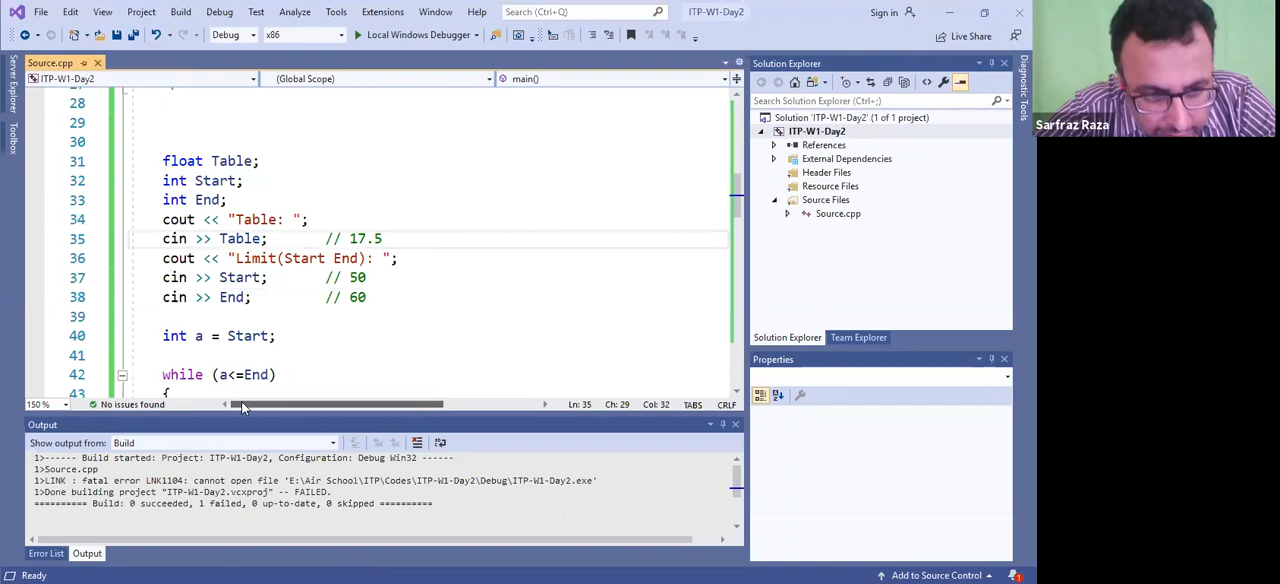 File Edit View Project Build Debug Test Analyze Tools Extensions Window Help Search (Ctrl+;) ITP-W1-Day2 Sign in
Debug x86 Local Windows Debugger Live Share
Server Explorer
Toolbox
Source.cpp
ITP-W1-Day2 (Global Scope) main()
28
29
30
31 float Table;
32 int Start;
33 int End;
34 cout << "Table: ";
35 cin >> Table; // 17.5
36 cout << "Limit(Start End): ";
37 cin >> Start; // 50
38 cin >> End; // 60
39
40 int a = Start;
41
42 while (a<=End)
43 {
150 % No issues found Ln: 35 Ch: 29 Col: 32 TABS CRLF
Output
Show output from: Build
1>------ Build started: Project: ITP-W1-Day2, Configuration: Debug Win32 ------
1>Source.cpp
1>LINK : fatal error LNK1104: cannot open file 'E:\Air School\ITP\Codes\ITP-W1-Day2\Debug\ITP-W1-Day2.exe'
1>Done building project "ITP-W1-Day2.vcxproj" -- FAILED.
========== Build: 0 succeeded, 1 failed, 0 up-to-date, 0 skipped ==========
Error List Output
Solution Explorer
Search Solution Explorer (Ctrl+;)
Solution 'ITP-W1-Day2' (1 of 1 project)
ITP-W1-Day2
References
External Dependencies
Header Files
Resource Files
Source Files
Source.cpp
Solution Explorer Team Explorer
Properties
Diagnostic Tools
Sarfraz Raza
Ready Add to Source Control 1